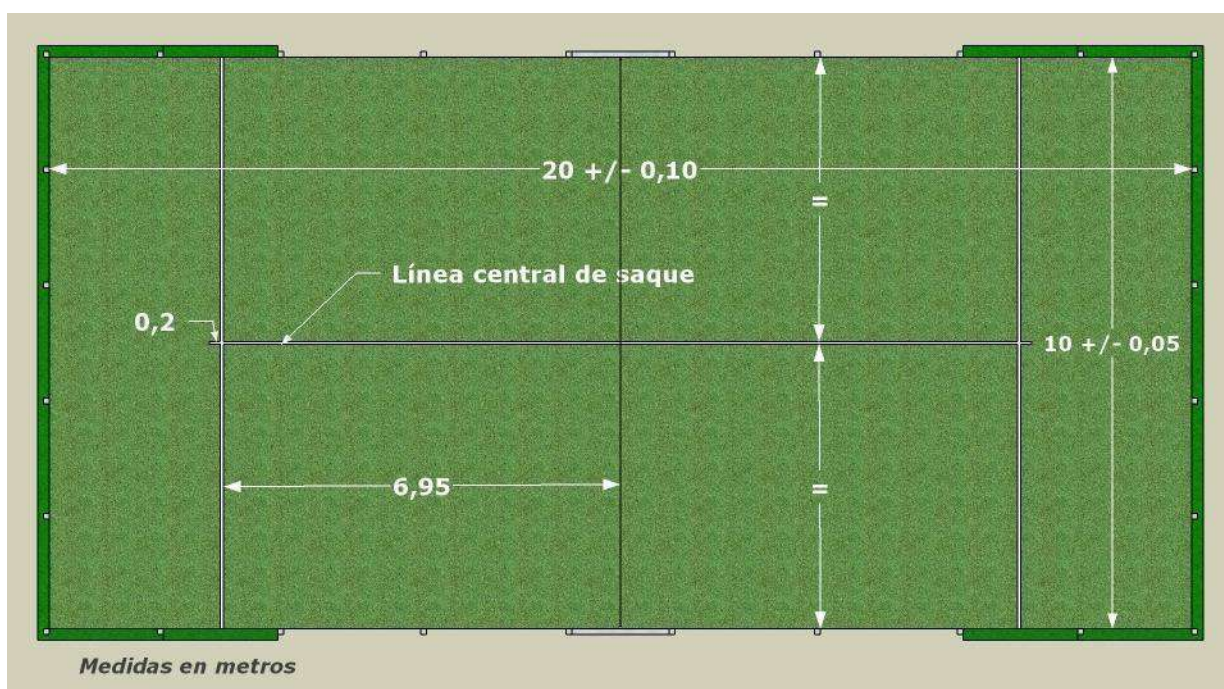 20 +/- 0,10
=
Línea central de saque
0,2
10 +/- 0,05
6,95
=
Medidas en metros